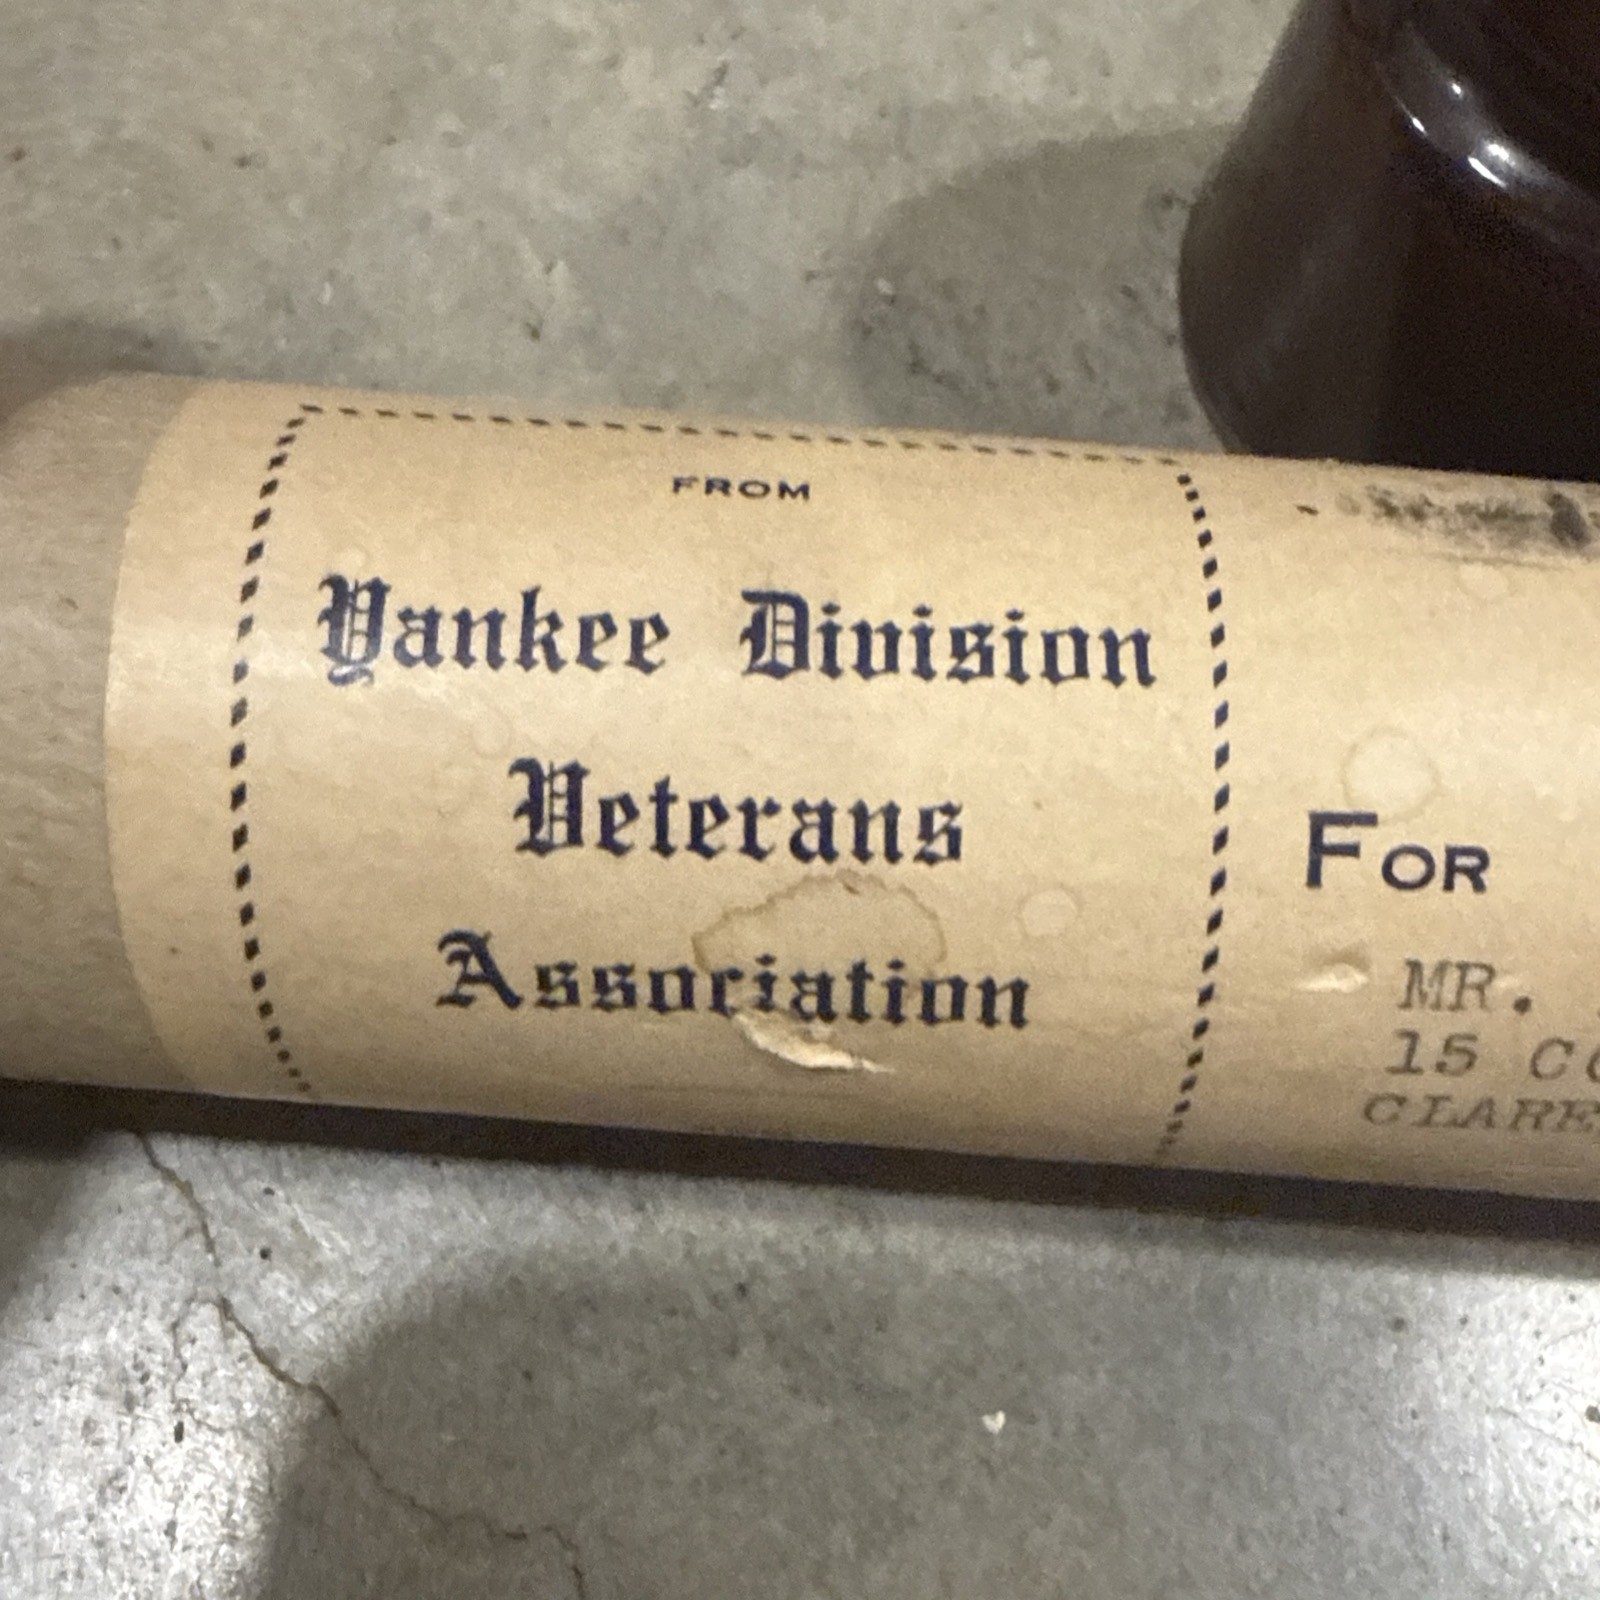 FROM
Yankee Division
Veterans
Association
FOR
MR.
15